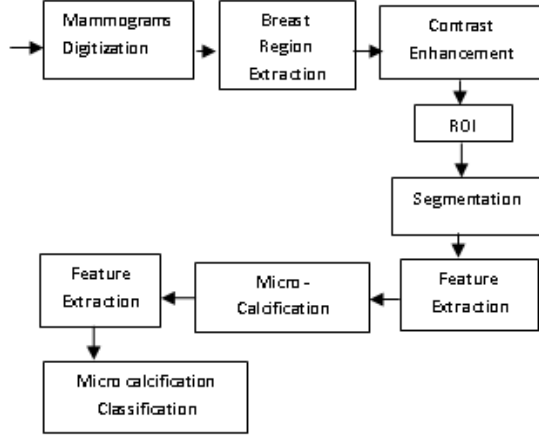 Mammograms
Digitization
Breast
Region
Extraction
Contrast
Enhancement
ROI
Segmentation
Feature
Extraction
Micro -
Calcification
Feature
Extraction
Micro calcification
Classification